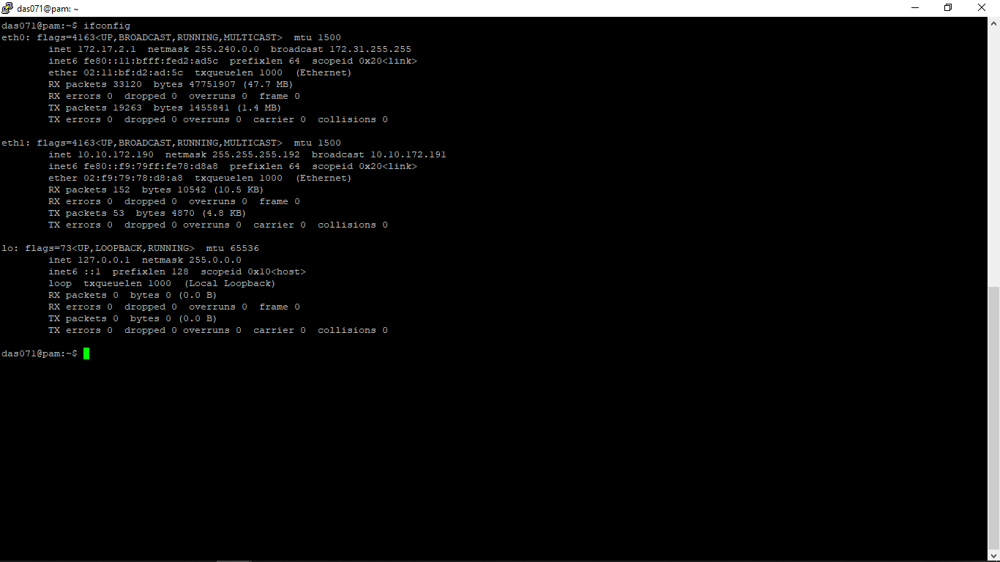 das071@pam: ~
das071@pam:~$ ifconfig
eth0: flags=4163<UP,BROADCAST,RUNNING,MULTICAST>  mtu 1500
        inet 172.17.2.1  netmask 255.240.0.0  broadcast 172.31.255.255
        inet6 fe80::11:bfff:fed2:ad5c  prefixlen 64  scopeid 0x20<link>
        ether 02:11:bf:d2:ad:5c  txqueuelen 1000  (Ethernet)
        RX packets 33120  bytes 47751907 (47.7 MB)
        RX errors 0  dropped 0  overruns 0  frame 0
        TX packets 19263  bytes 1455841 (1.4 MB)
        TX errors 0  dropped 0 overruns 0  carrier 0  collisions 0

eth1: flags=4163<UP,BROADCAST,RUNNING,MULTICAST>  mtu 1500
        inet 10.10.172.190  netmask 255.255.255.192  broadcast 10.10.172.191
        inet6 fe80::f9:79ff:fe78:d8a8  prefixlen 64  scopeid 0x20<link>
        ether 02:f9:79:78:d8:a8  txqueuelen 1000  (Ethernet)
        RX packets 152  bytes 10542 (10.5 KB)
        RX errors 0  dropped 0  overruns 0  frame 0
        TX packets 53  bytes 4870 (4.8 KB)
        TX errors 0  dropped 0 overruns 0  carrier 0  collisions 0

lo: flags=73<UP,LOOPBACK,RUNNING>  mtu 65536
        inet 127.0.0.1  netmask 255.0.0.0
        inet6 ::1  prefixlen 128  scopeid 0x10<host>
        loop  txqueuelen 1000  (Local Loopback)
        RX packets 0  bytes 0 (0.0 B)
        RX errors 0  dropped 0  overruns 0  frame 0
        TX packets 0  bytes 0 (0.0 B)
        TX errors 0  dropped 0 overruns 0  carrier 0  collisions 0

das071@pam:~$